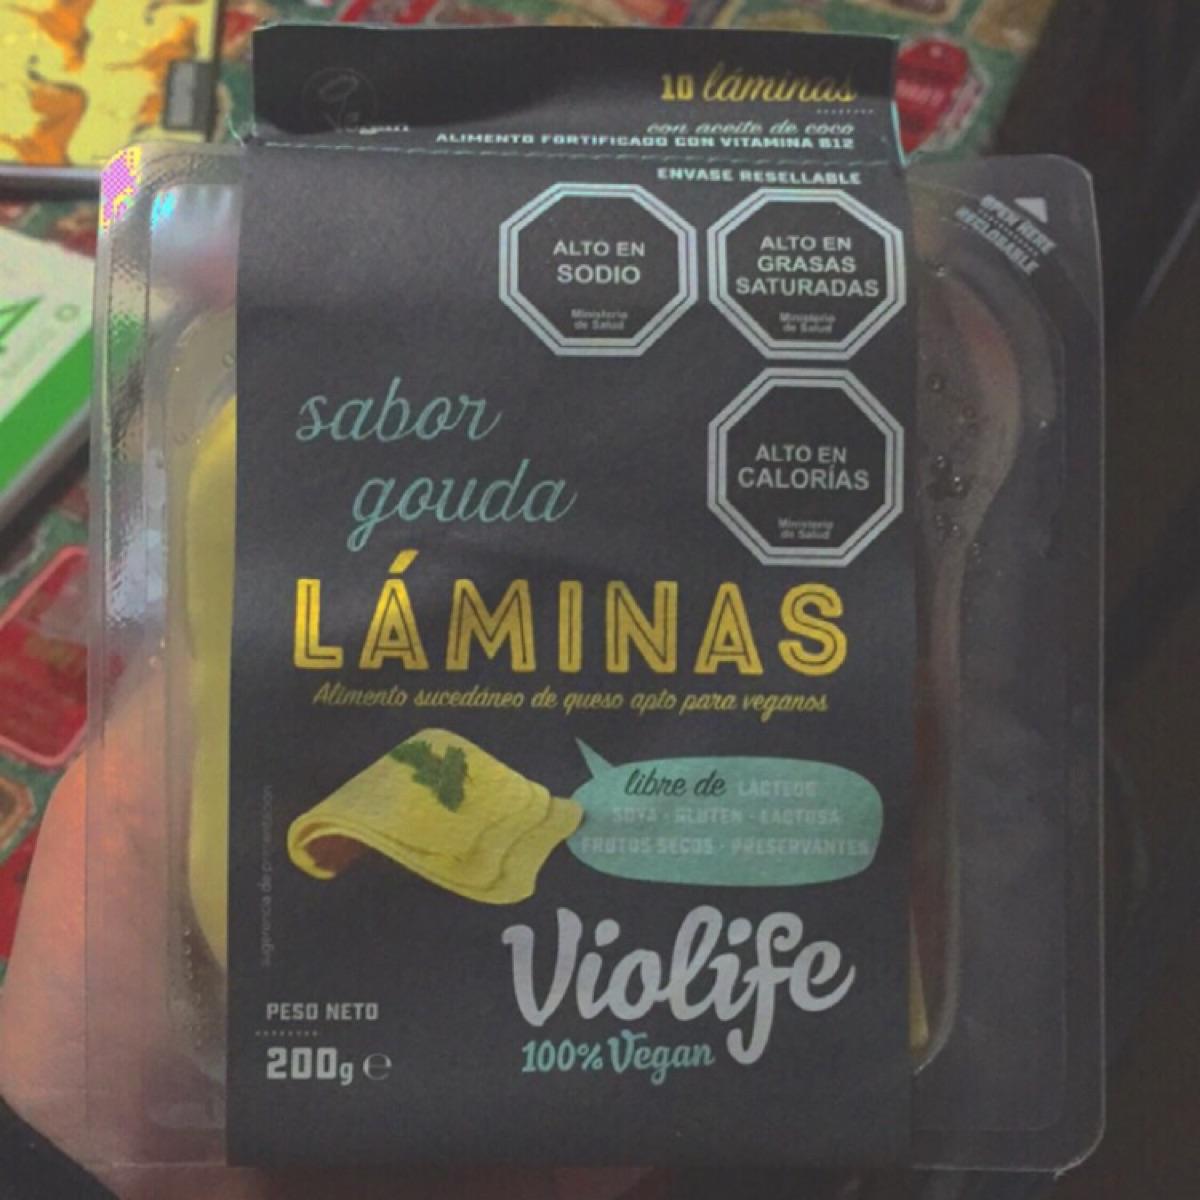 10 láminas
con aceite de coco
ALIMENTO FORTIFICADO CON VITAMINA B12
ENVASE RESELLABLE
OPEN HERE
RECLOSABLE
ALTO EN
SODIO
Ministerio
de Salud
ALTO EN
GRASAS
SATURADAS
Ministerio
de Salud
ALTO EN
CALORÍAS
Ministerio
de Salud
sabor
gouda
LÁMINAS
Alimento sucedáneo de queso apto para veganos
libre de LÁCTEOS
SOYA · GLUTEN · LACTOSA
FRUTOS SECOS · PRESERVANTES
Violife
100% Vegan
PESO NETO
200g ℮